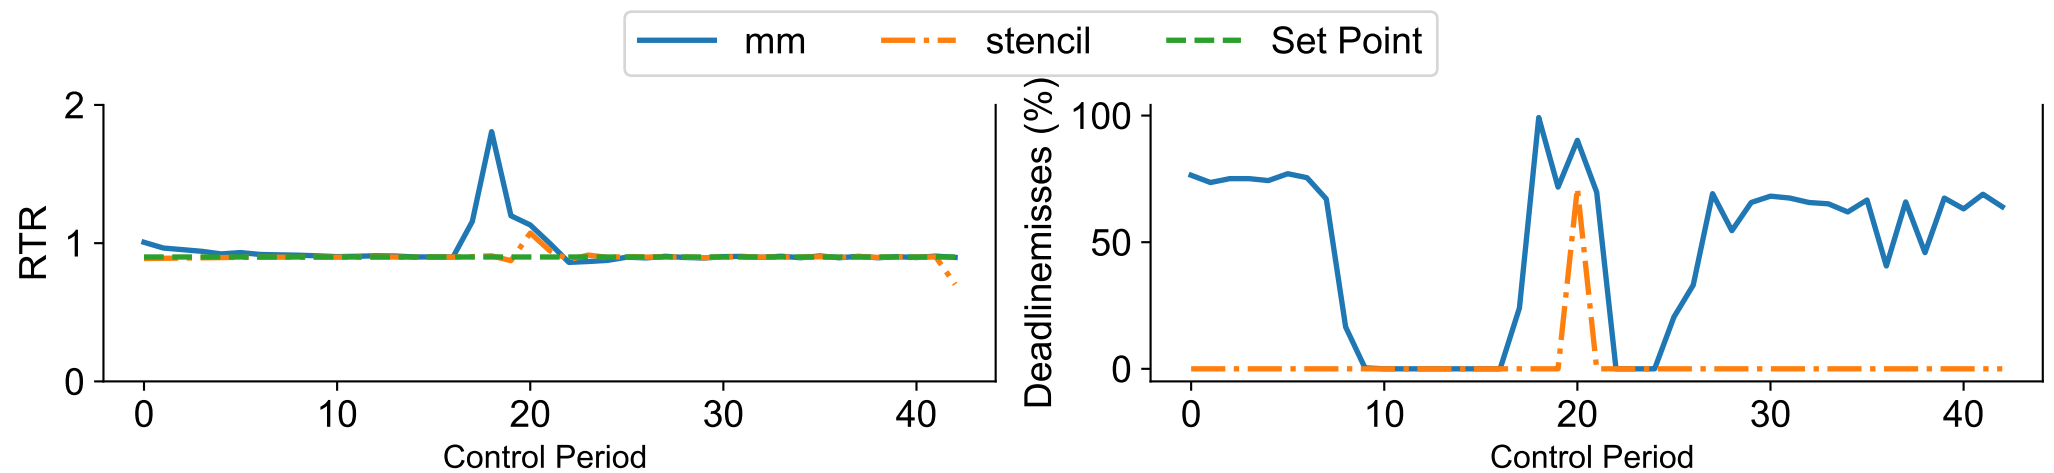 mm stencil Set Point
RTR
2
1
0
0 10 20 30 40
Control Period
Deadlinemisses (%)
100
50
0
0 10 20 30 40
Control Period